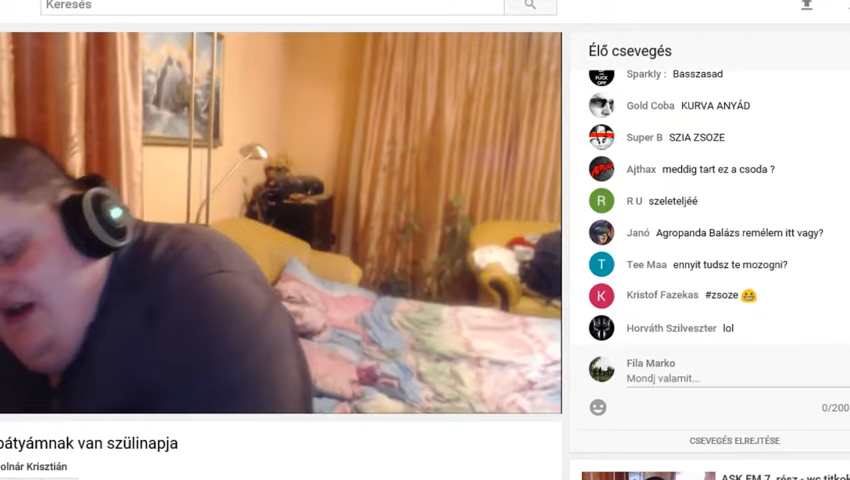 Keresés
Élő csevegés
Sparkly : Basszasad
Gold Coba KURVA ANYÁD
Super B SZIA ZSOZE
Ajthax meddig tart ez a csoda ?
R U szeleteljéé
Janó Agropanda Balázs remélem itt vagy?
Tee Maa ennyit tudsz te mozogni?
Kristof Fazekas #zsoze 😁
Horváth Szilveszter lol
Fila Marko
Mondj valamit...
0/200
CSEVEGÉS ELREJTÉSE
bátyámnak van szülinapja
olnár Krisztián
ASK.FM 7. rész - wc titkok